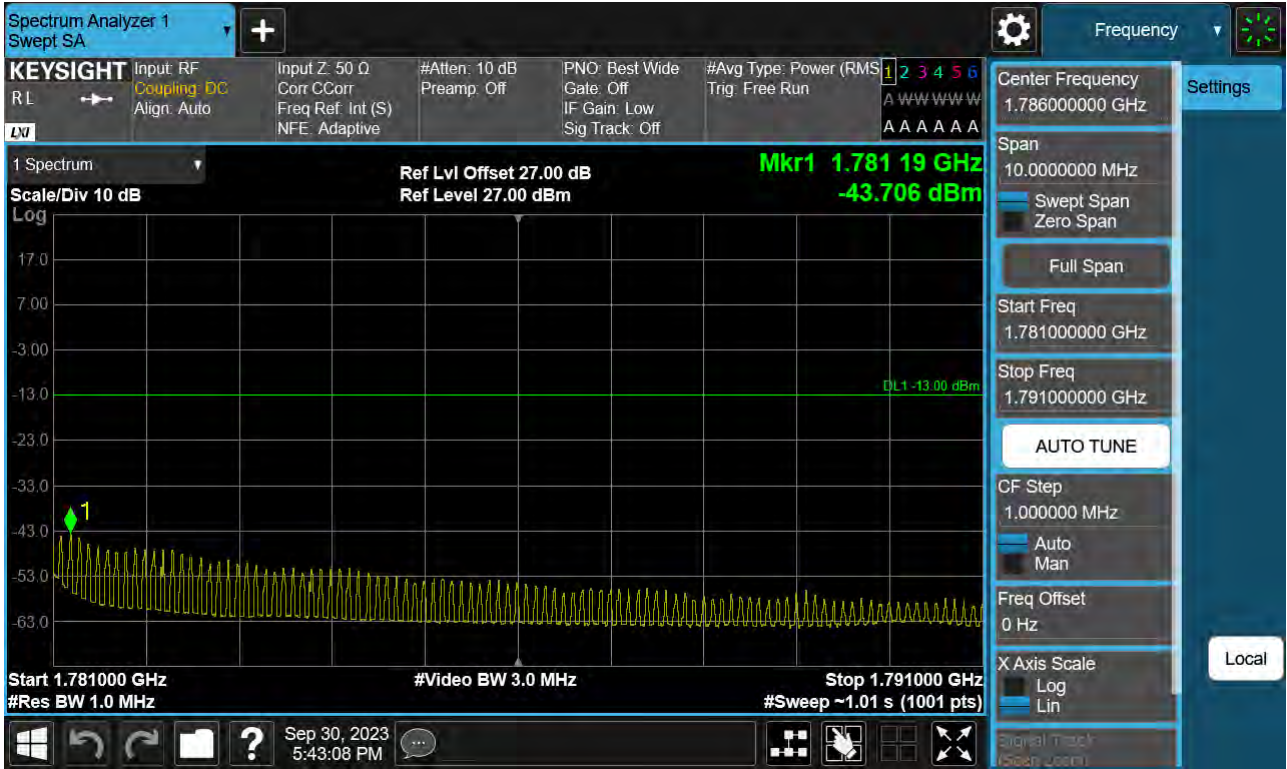 Spectrum Analyzer 1
Swept SA
+
Frequency
KEYSIGHT
RL
LXI
Input: RF
Coupling: DC
Align: Auto
Input Z: 50 Ω
Corr CCorr
Freq Ref: Int (S)
NFE: Adaptive
#Atten: 10 dB
Preamp: Off
PNO: Best Wide
Gate: Off
IF Gain: Low
Sig Track: Off
#Avg Type: Power (RMS
Trig: Free Run
1 2 3 4 5 6
A W W W W W
A A A A A A
1 Spectrum
Scale/Div 10 dB
Log
Ref Lvl Offset 27.00 dB
Ref Level 27.00 dBm
Mkr1 1.781 19 GHz
-43.706 dBm
17.0
7.00
-3.00
-13.0
DL1 -13.00 dBm
-23.0
-33.0
1
-43.0
-53.0
-63.0
Start 1.781000 GHz
#Video BW 3.0 MHz
Stop 1.791000 GHz
#Res BW 1.0 MHz
#Sweep ~1.01 s (1001 pts)
?
Sep 30, 2023
5:43:08 PM
Center Frequency
1.786000000 GHz
Settings
Span
10.0000000 MHz
Swept Span
Zero Span
Full Span
Start Freq
1.781000000 GHz
Stop Freq
1.791000000 GHz
AUTO TUNE
CF Step
1.000000 MHz
Auto
Man
Freq Offset
0 Hz
X Axis Scale
Log
Lin
Local
Signal Track
(Span Zoom)